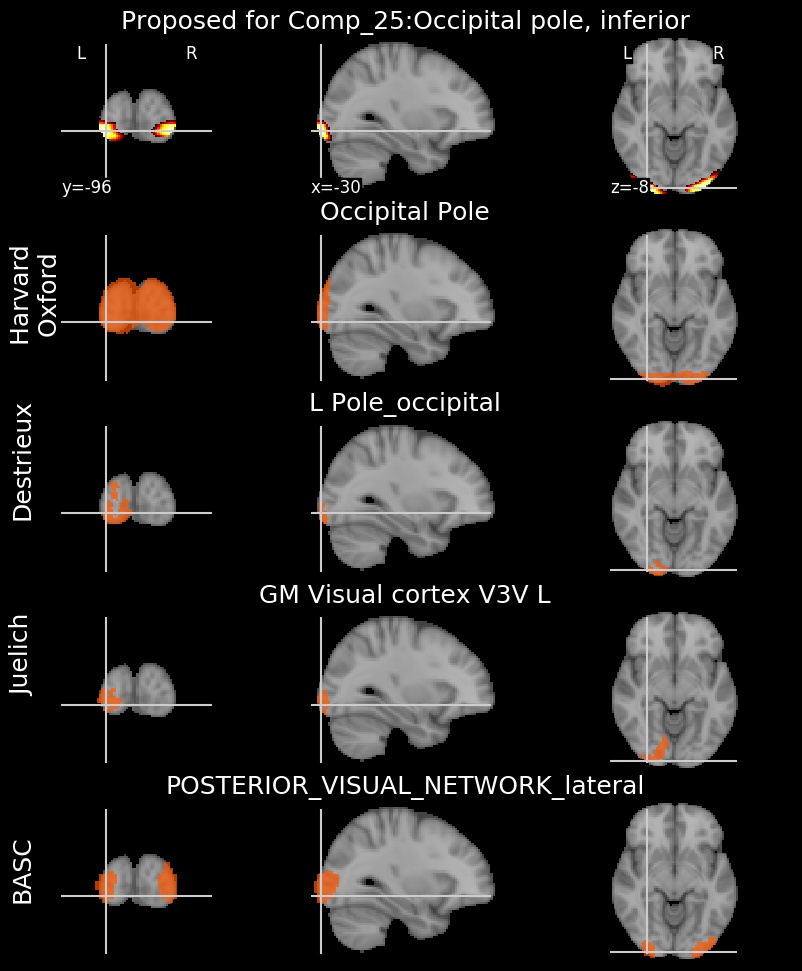 Proposed for Comp_25:Occipital pole, inferior
L R L R
y=-96 x=-30 z=-8
Occipital Pole
Harvard
Oxford
L Pole_occipital
Destrieux
GM Visual cortex V3V L
Juelich
POSTERIOR_VISUAL_NETWORK_lateral
BASC